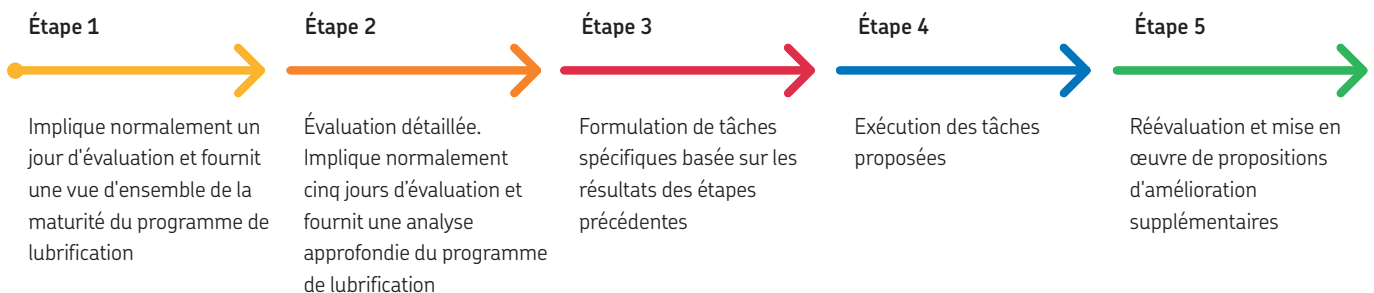 Étape 1
Implique normalement un
jour d'évaluation et fournit
une vue d'ensemble de la
maturité du programme de
lubrification
Étape 2
Évaluation détaillée.
Implique normalement
cinq jours d’évaluation et
fournit une analyse
approfondie du programme
de lubrification
Étape 3
Formulation de tâches
spécifiques basée sur les
résultats des étapes
précédentes
Étape 4
Exécution des tâches
proposées
Étape 5
Réévaluation et mise en
œuvre de propositions
d'amélioration
supplémentaires